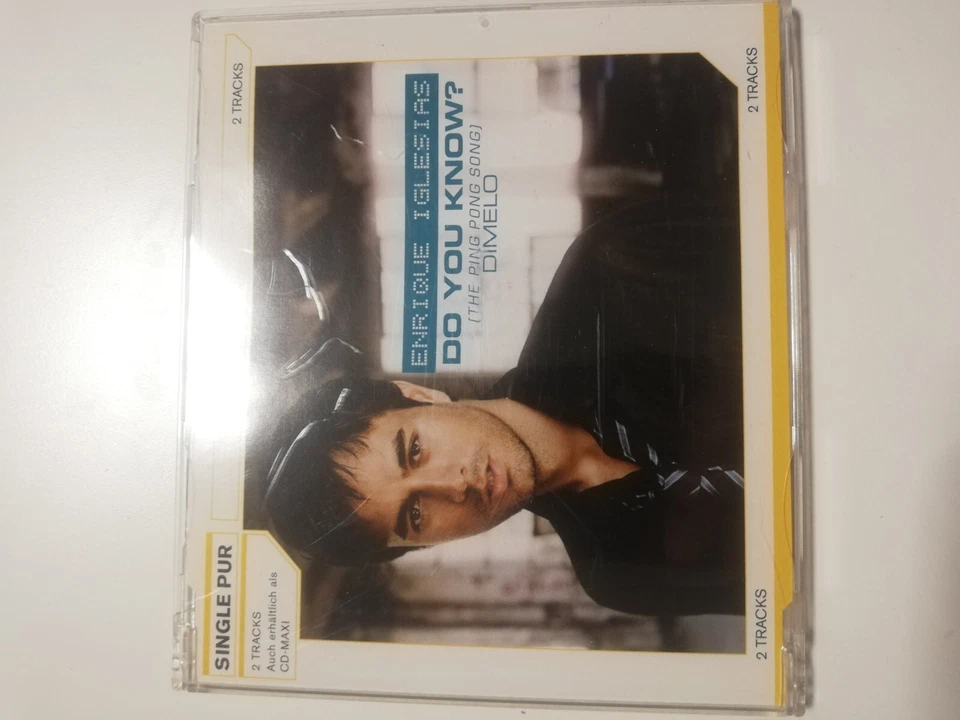 SINGLE PUR
2 TRACKS
2 TRACKS
Auch erhältlich als
CD-MAXI
ENRIQUE IGLESIAS
DO YOU KNOW?
(THE PING PONG SONG)
DIMELO
2 TRACKS
2 TRACKS